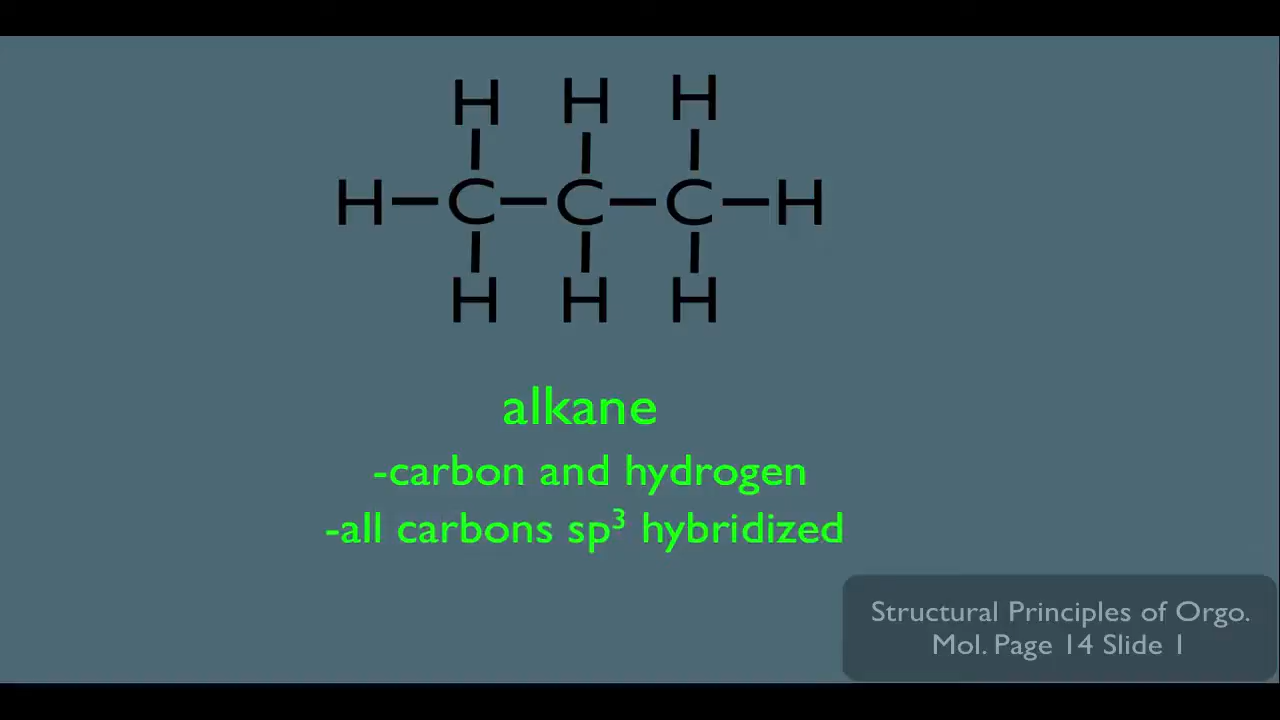 H H H
H—C—C—C—H
H H H
alkane
-carbon and hydrogen
-all carbons sp³ hybridized
Structural Principles of Orgo.
Mol. Page 14 Slide 1